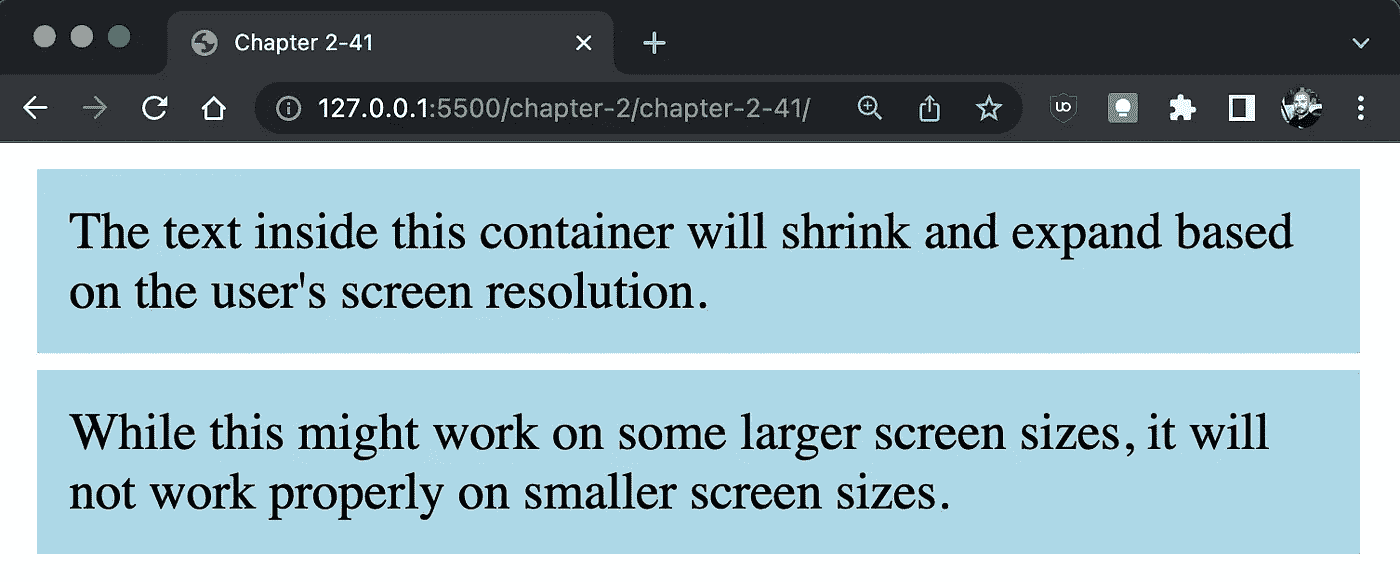 Chapter 2-41
127.0.0.1:5500/chapter-2/chapter-2-41/
The text inside this container will shrink and expand based
on the user's screen resolution.
While this might work on some larger screen sizes, it will
not work properly on smaller screen sizes.